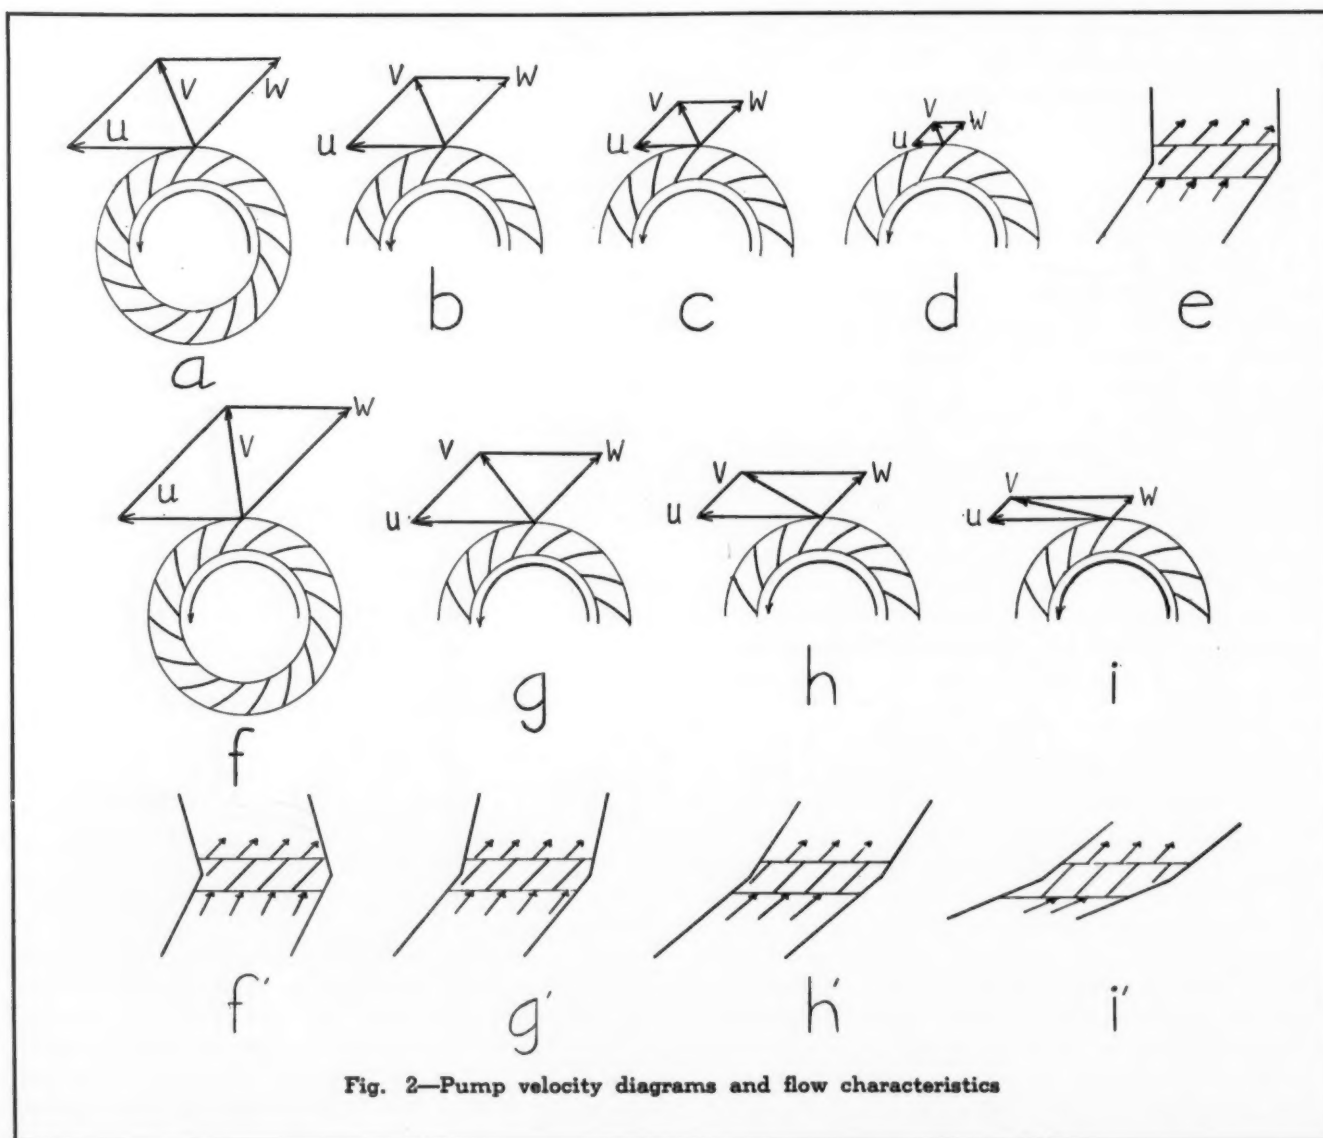 u v w
a
u v w
b
u v w
c
u v w
d
e
u v w
f
u v w
g
u v w
h
u v w
i
f'
g'
h'
i'
Fig. 2—Pump velocity diagrams and flow characteristics